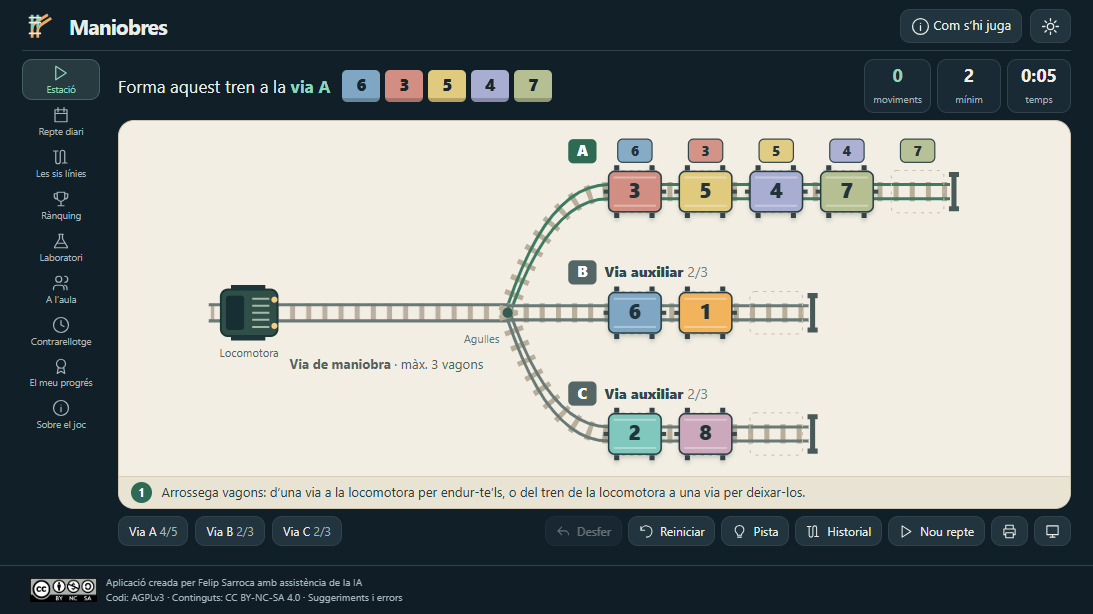 Maniobres
Com s'hi juga
Estació
Repte diari
Les sis línies
Rànquing
Laboratori
A l'aula
Contrarellotge
El meu progrés
Sobre el joc
Forma aquest tren a la via A 6 3 5 4 7
0 moviments
2 mínim
0:05 temps
A 6 3 5 4 7
3 5 4 7
B Via auxiliar 2/3
6 1
Locomotora
Agulles
Via de maniobra · màx. 3 vagons
C Via auxiliar 2/3
2 8
1 Arrossega vagons: d'una via a la locomotora per endur-te'ls, o del tren de la locomotora a una via per deixar-los.
Via A 4/5 Via B 2/3 Via C 2/3 Desfer Reiniciar Pista Historial Nou repte
CC BY NC SA
Aplicació creada per Felip Sarroca amb assistència de la IA
Codi: AGPLv3 · Continguts: CC BY-NC-SA 4.0 · Suggeriments i errors